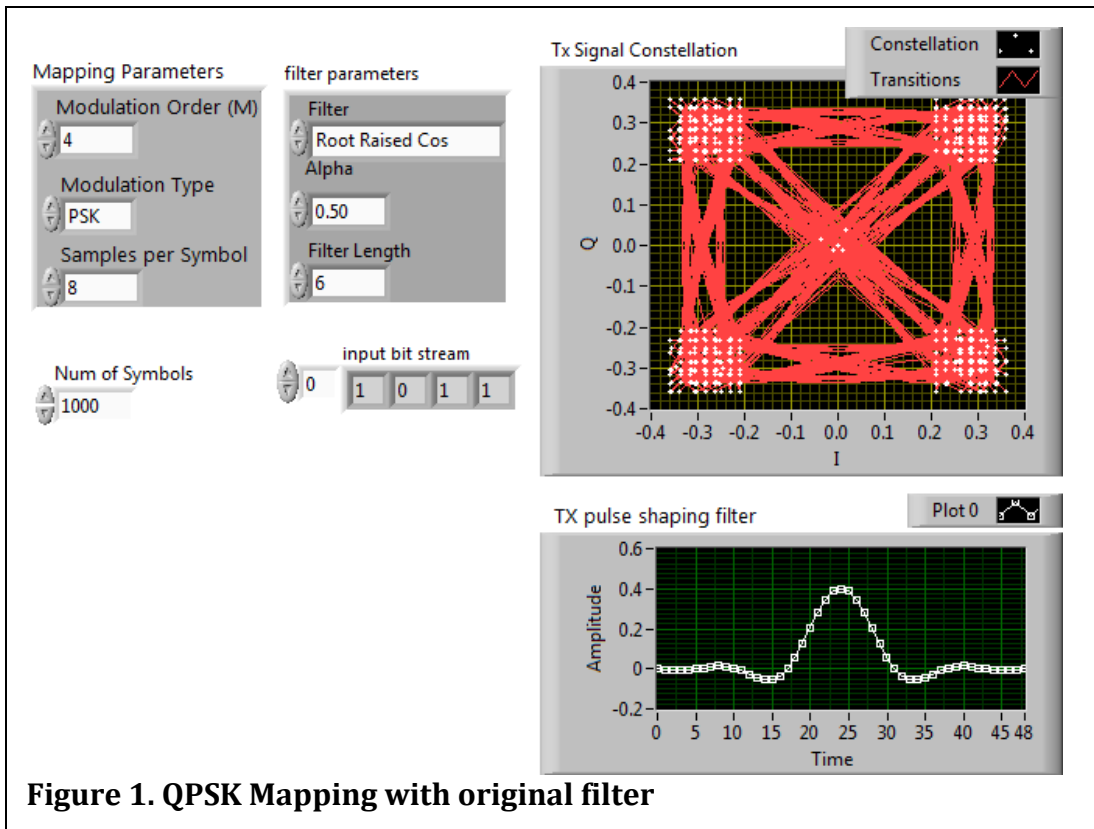 Mapping Parameters
Modulation Order (M)
4
Modulation Type
PSK
Samples per Symbol
8
filter parameters
Filter
Root Raised Cos
Alpha
0.50
Filter Length
6
Num of Symbols
1000
input bit stream
0 1 0 1 1
Tx Signal Constellation
Constellation
Transitions
0.4
0.3
0.2
0.1
0.0
-0.1
-0.2
-0.3
-0.4
Q
-0.4 -0.3 -0.2 -0.1 0.0 0.1 0.2 0.3 0.4
I
TX pulse shaping filter
Plot 0
0.6
0.4
0.2
0
-0.2
Amplitude
0 5 10 15 20 25 30 35 40 45 48
Time
Figure 1. QPSK Mapping with original filter